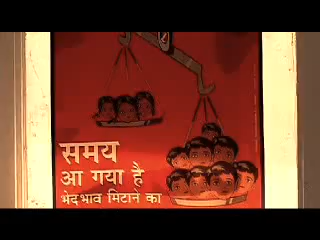 समय
आ गया है
भेदभाव मिटाने का